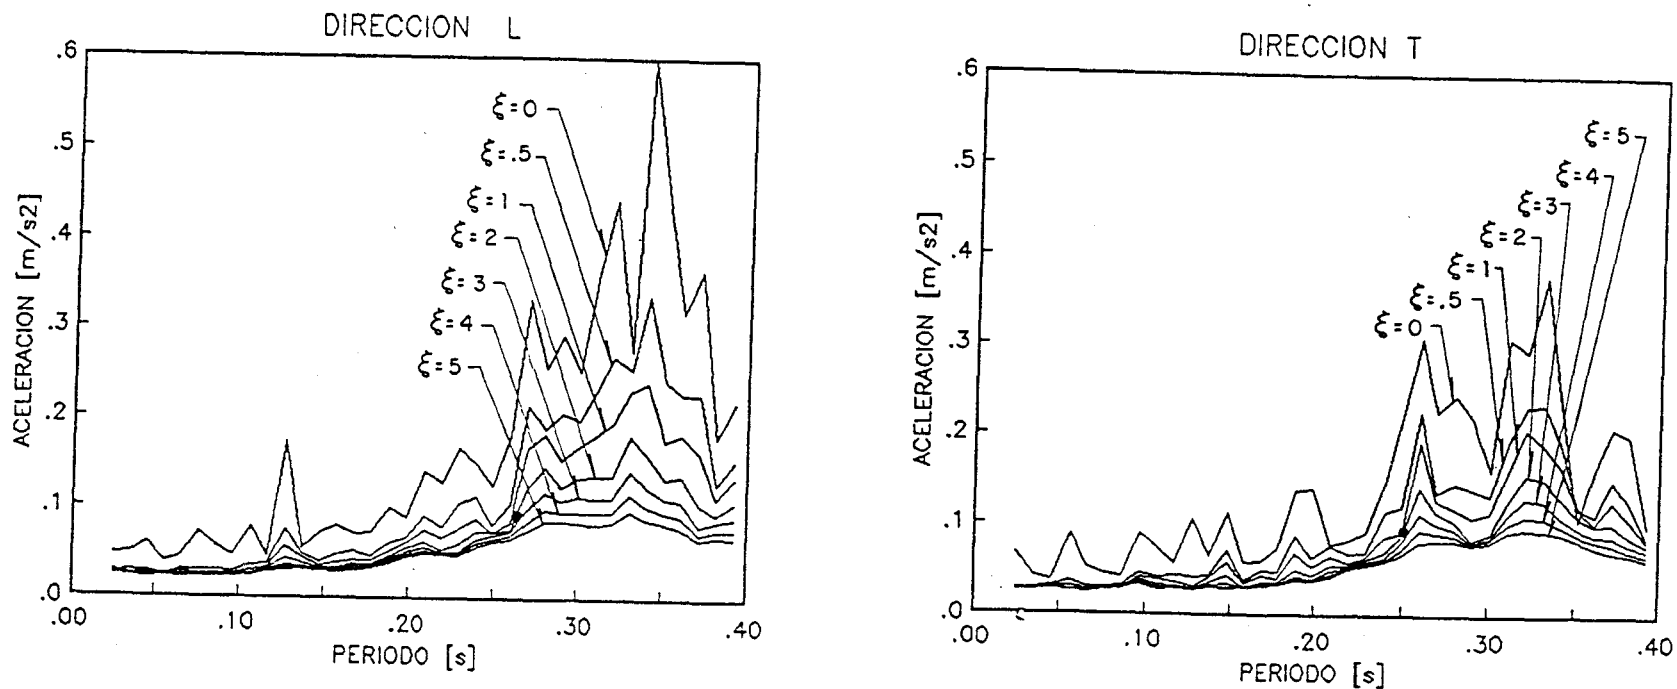 DIRECCION L
.6
.5
.4
.3
.2
.1
.0
ACELERACION [m/s2]
ξ=0
ξ=.5
ξ=1
ξ=2
ξ=3
ξ=4
ξ=5
.00
.10
.20
.30
.40
PERIODO [s]
DIRECCION T
.6
.5
.4
.3
.2
.1
.0
ACELERACION [m/s2]
ξ=5
ξ=4
ξ=3
ξ=2
ξ=1
ξ=.5
ξ=0
.00
.10
.20
.30
.40
PERIODO [s]